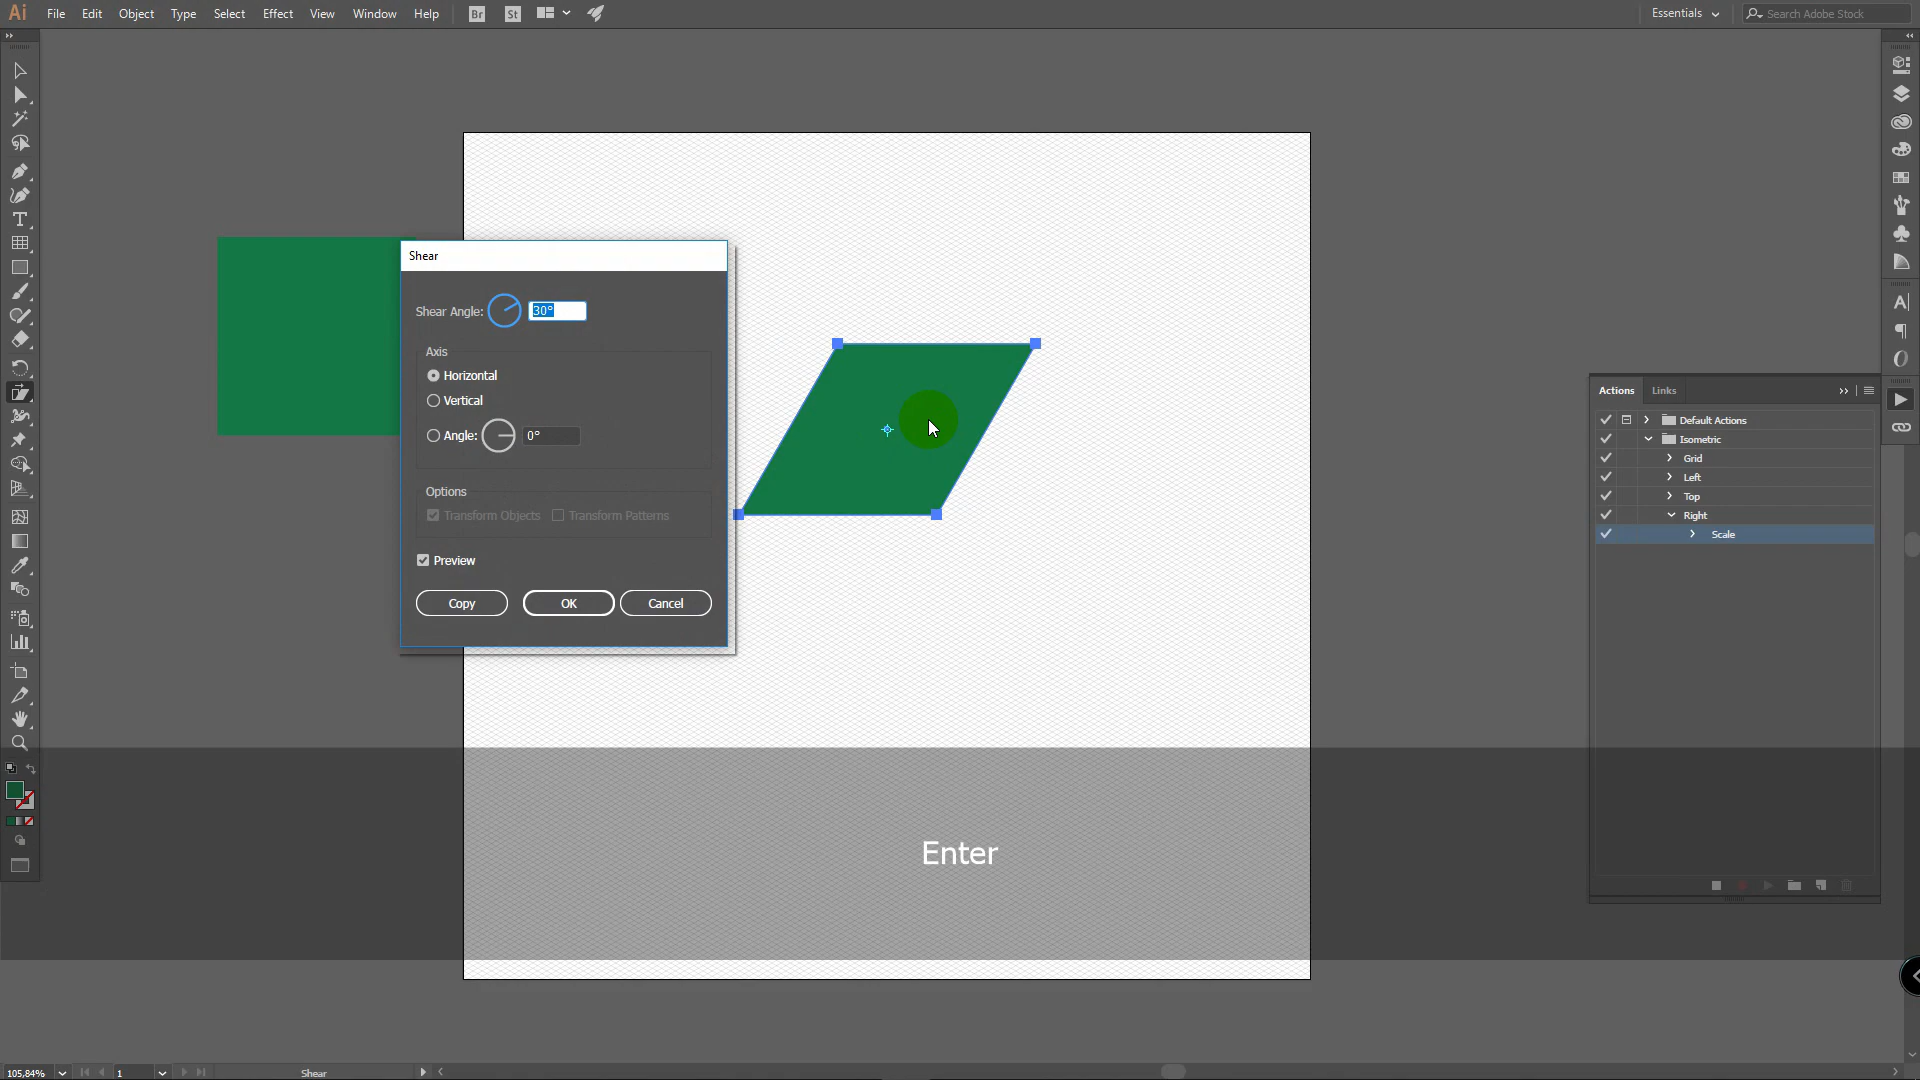 Ai File Edit Object Type Select Effect View Window Help Br St Essentials Search Adobe Stock
Shear
Shear Angle: 30°
Axis
Horizontal
Vertical
Angle: 0°
Options
Transform Objects Transform Patterns
Preview
Copy OK Cancel
Actions Links
Default Actions
Isometric
Grid
Left
Top
Right
Scale
Enter
105,84% 1 Shear